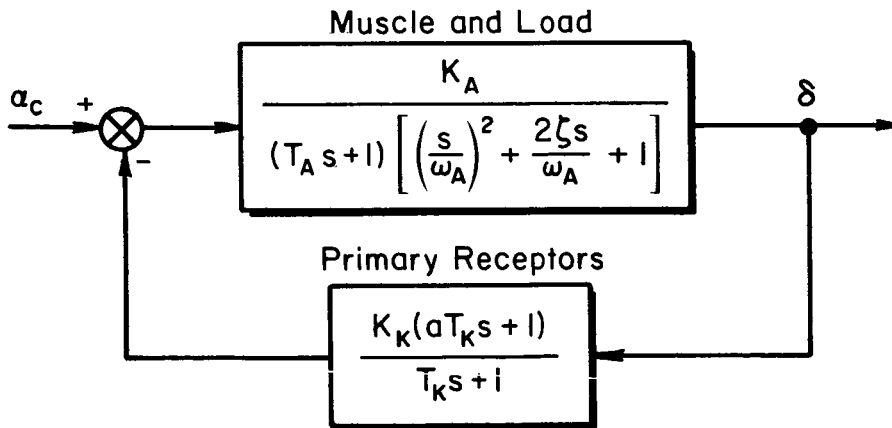 Muscle and Load
α_c + K_A δ
(T_A s+1) [ (s/ω_A)^2 + 2ζs/ω_A + 1 ]
-
Primary Receptors
K_K(aT_K s+1)
T_K s+1